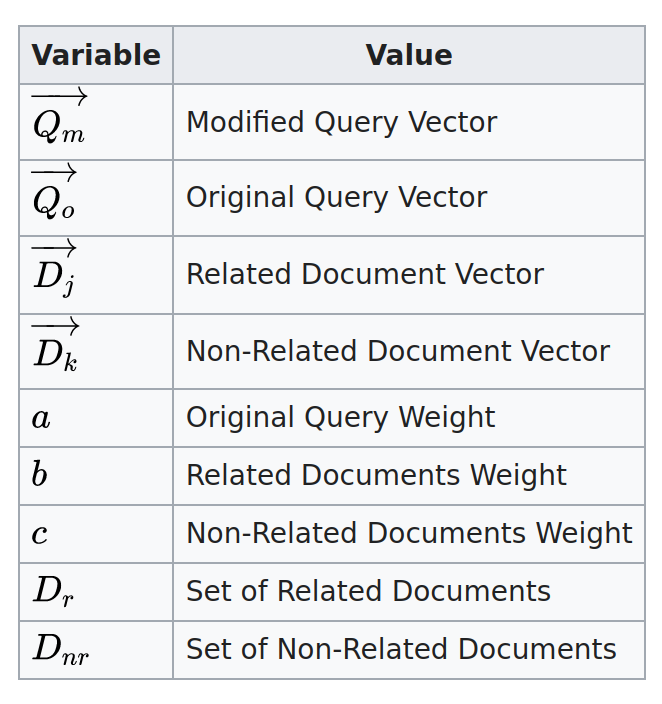 Variable Value
$\overrightarrow{Q_m}$ Modified Query Vector
$\overrightarrow{Q_o}$ Original Query Vector
$\overrightarrow{D_j}$ Related Document Vector
$\overrightarrow{D_k}$ Non-Related Document Vector
$a$ Original Query Weight
$b$ Related Documents Weight
$c$ Non-Related Documents Weight
$D_r$ Set of Related Documents
$D_{nr}$ Set of Non-Related Documents